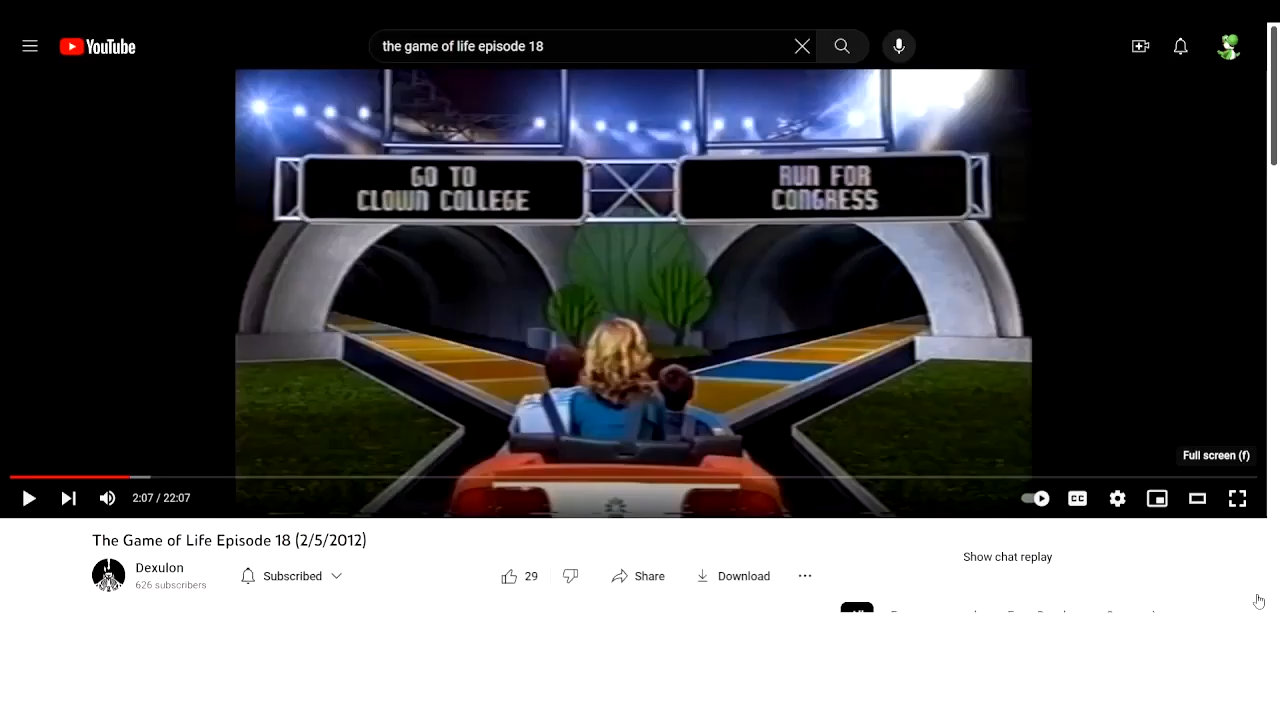 YouTube
the game of life episode 18
GO TO
CLOWN COLLEGE
RUN FOR
CONGRESS
Full screen (f)
2:07 / 22:07
CC
The Game of Life Episode 18 (2/5/2012)
Dexulon
626 subscribers
Subscribed
29
Share
Download
Show chat replay